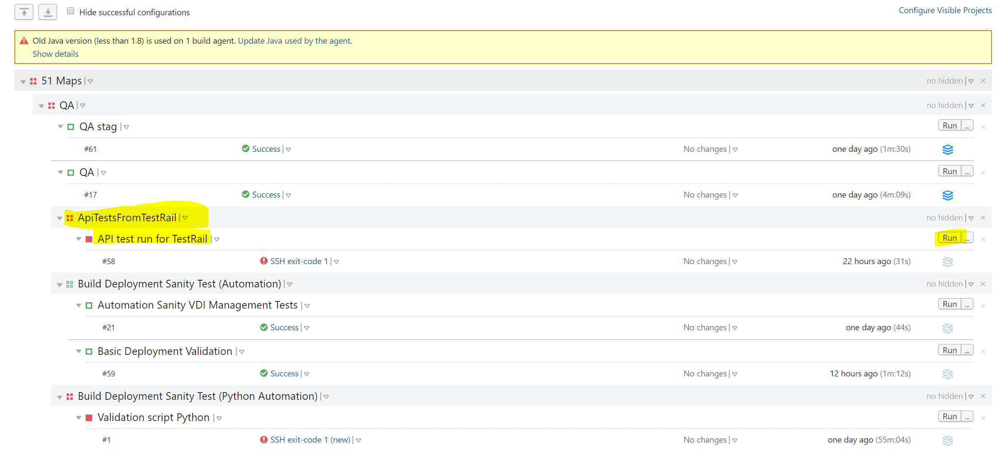 Hide successful configurations
Configure Visible Projects
Old Java version (less than 1.8) is used on 1 build agent. Update Java used by the agent.
Show details
51 Maps no hidden
QA no hidden
QA stag Run ...
#61 Success No changes one day ago (1m:30s)
QA Run ...
#17 Success No changes one day ago (4m:09s)
ApiTestsFromTestRail no hidden
API test run for TestRail Run ...
#58 SSH exit-code 1 No changes 22 hours ago (31s)
Build Deployment Sanity Test (Automation) no hidden
Automation Sanity VDI Management Tests Run ...
#21 Success No changes one day ago (44s)
Basic Deployment Validation Run ...
#59 Success No changes 12 hours ago (1m:12s)
Build Deployment Sanity Test (Python Automation) no hidden
Validation script Python Run ...
#1 SSH exit-code 1 (new) No changes one day ago (55m:04s)